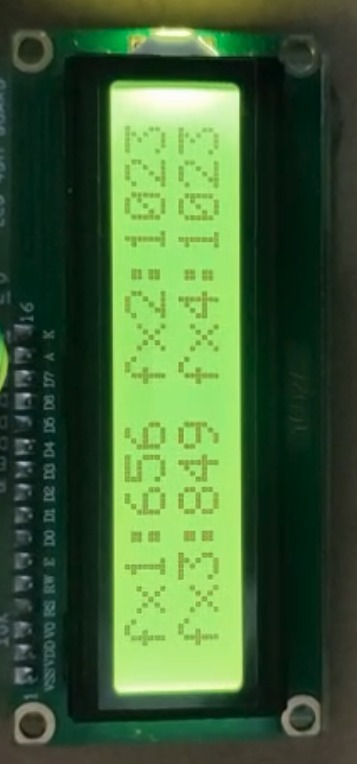 fx1:656 fx2:1023
fx3:849 fx4:1023
16
1
VSS VDD VO RS RW E D0 D1 D2 D3 D4 D5 D6 D7 A K